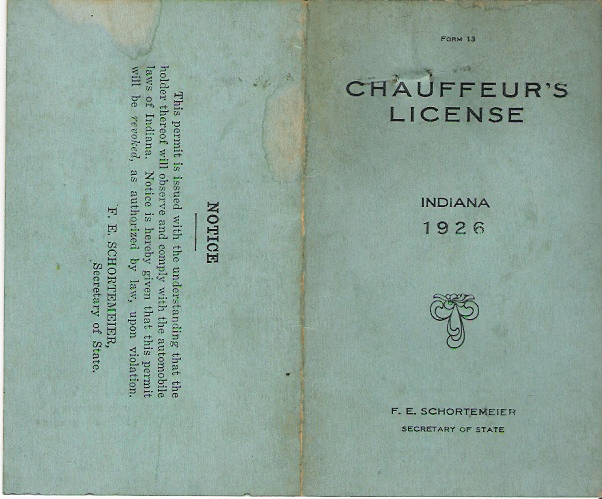 NOTICE
This permit is issued with the understanding that the
holder thereof will observe and comply with the automobile
laws of Indiana. Notice is hereby given that this permit
will be revoked, as authorized by law, upon violation.
F. E. SCHORTEMEIER,
Secretary of State.
FORM 13
CHAUFFEUR'S
LICENSE
INDIANA
1926
F. E. SCHORTEMEIER
SECRETARY OF STATE